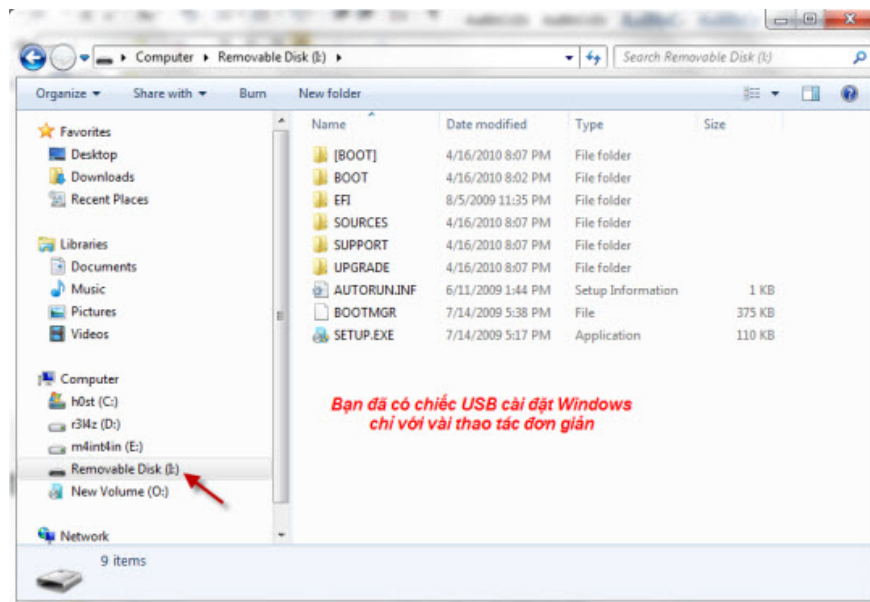 Computer ▸ Removable Disk (I:) ▸
Search Removable Disk (I:)
Organize ▾ Share with ▾ Burn New folder
Favorites
Desktop
Downloads
Recent Places
Libraries
Documents
Music
Pictures
Videos
Computer
h0st (C:)
r3l4z (D:)
m4int4in (E:)
Removable Disk (I:)
New Volume (O:)
Network
Name Date modified Type Size
[BOOT] 4/16/2010 8:07 PM File folder
BOOT 4/16/2010 8:02 PM File folder
EFI 8/5/2009 11:35 PM File folder
SOURCES 4/16/2010 8:07 PM File folder
SUPPORT 4/16/2010 8:07 PM File folder
UPGRADE 4/16/2010 8:07 PM File folder
AUTORUN.INF 6/11/2009 1:44 PM Setup Information 1 KB
BOOTMGR 7/14/2009 5:38 PM File 375 KB
SETUP.EXE 7/14/2009 5:17 PM Application 110 KB
Bạn đã có chiếc USB cài đặt Windows
chỉ với vài thao tác đơn giản
9 items